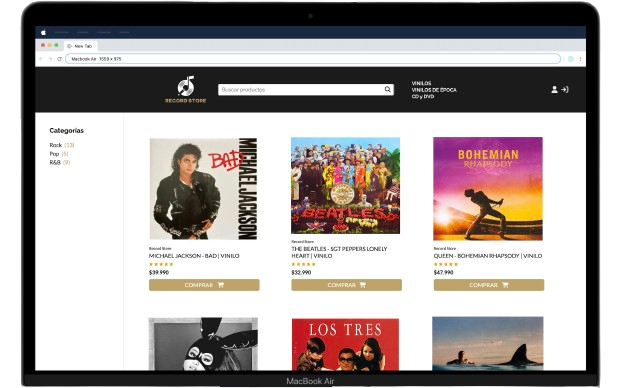 New Tab
Macbook Air 1559 x 975
RECORD STORE
Buscar productos
VINILOS
VINILOS DE ÉPOCA
CD y DVD
Categorías
Rock (13)
Pop (4)
R&B (9)
BAD
MICHAEL JACKSON
BEATLES
BOHEMIAN
RHAPSODY
Record Store
MICHAEL JACKSON - BAD | VINILO
$39.990
COMPRAR
Record Store
THE BEATLES - SGT PEPPERS LONELY
HEART | VINILO
$32.990
COMPRAR
Record Store
QUEEN - BOHEMIAN RHAPSODY | VINILO
$47.990
COMPRAR
LOS TRES
MacBook Air